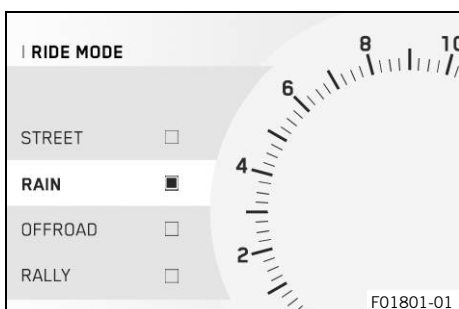 RIDE MODE
STREET
RAIN
OFFROAD
RALLY
2
4
6
8
10
F01801-01